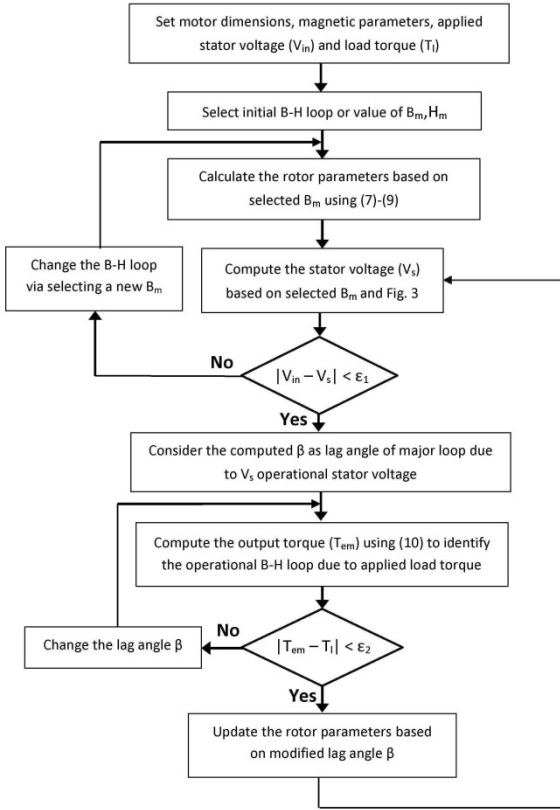 Set motor dimensions, magnetic parameters, applied
stator voltage (Vin) and load torque (Tl)
Select initial B-H loop or value of Bm,Hm
Calculate the rotor parameters based on
selected Bm using (7)-(9)
Change the B-H loop
via selecting a new Bm
Compute the stator voltage (Vs)
based on selected Bm and Fig. 3
No
|Vin – Vs| < ε1
Yes
Consider the computed β as lag angle of major loop due
to Vs operational stator voltage
Compute the output torque (Tem) using (10) to identify
the operational B-H loop due to applied load torque
Change the lag angle β
No
|Tem – Tl| < ε2
Yes
Update the rotor parameters based
on modified lag angle β